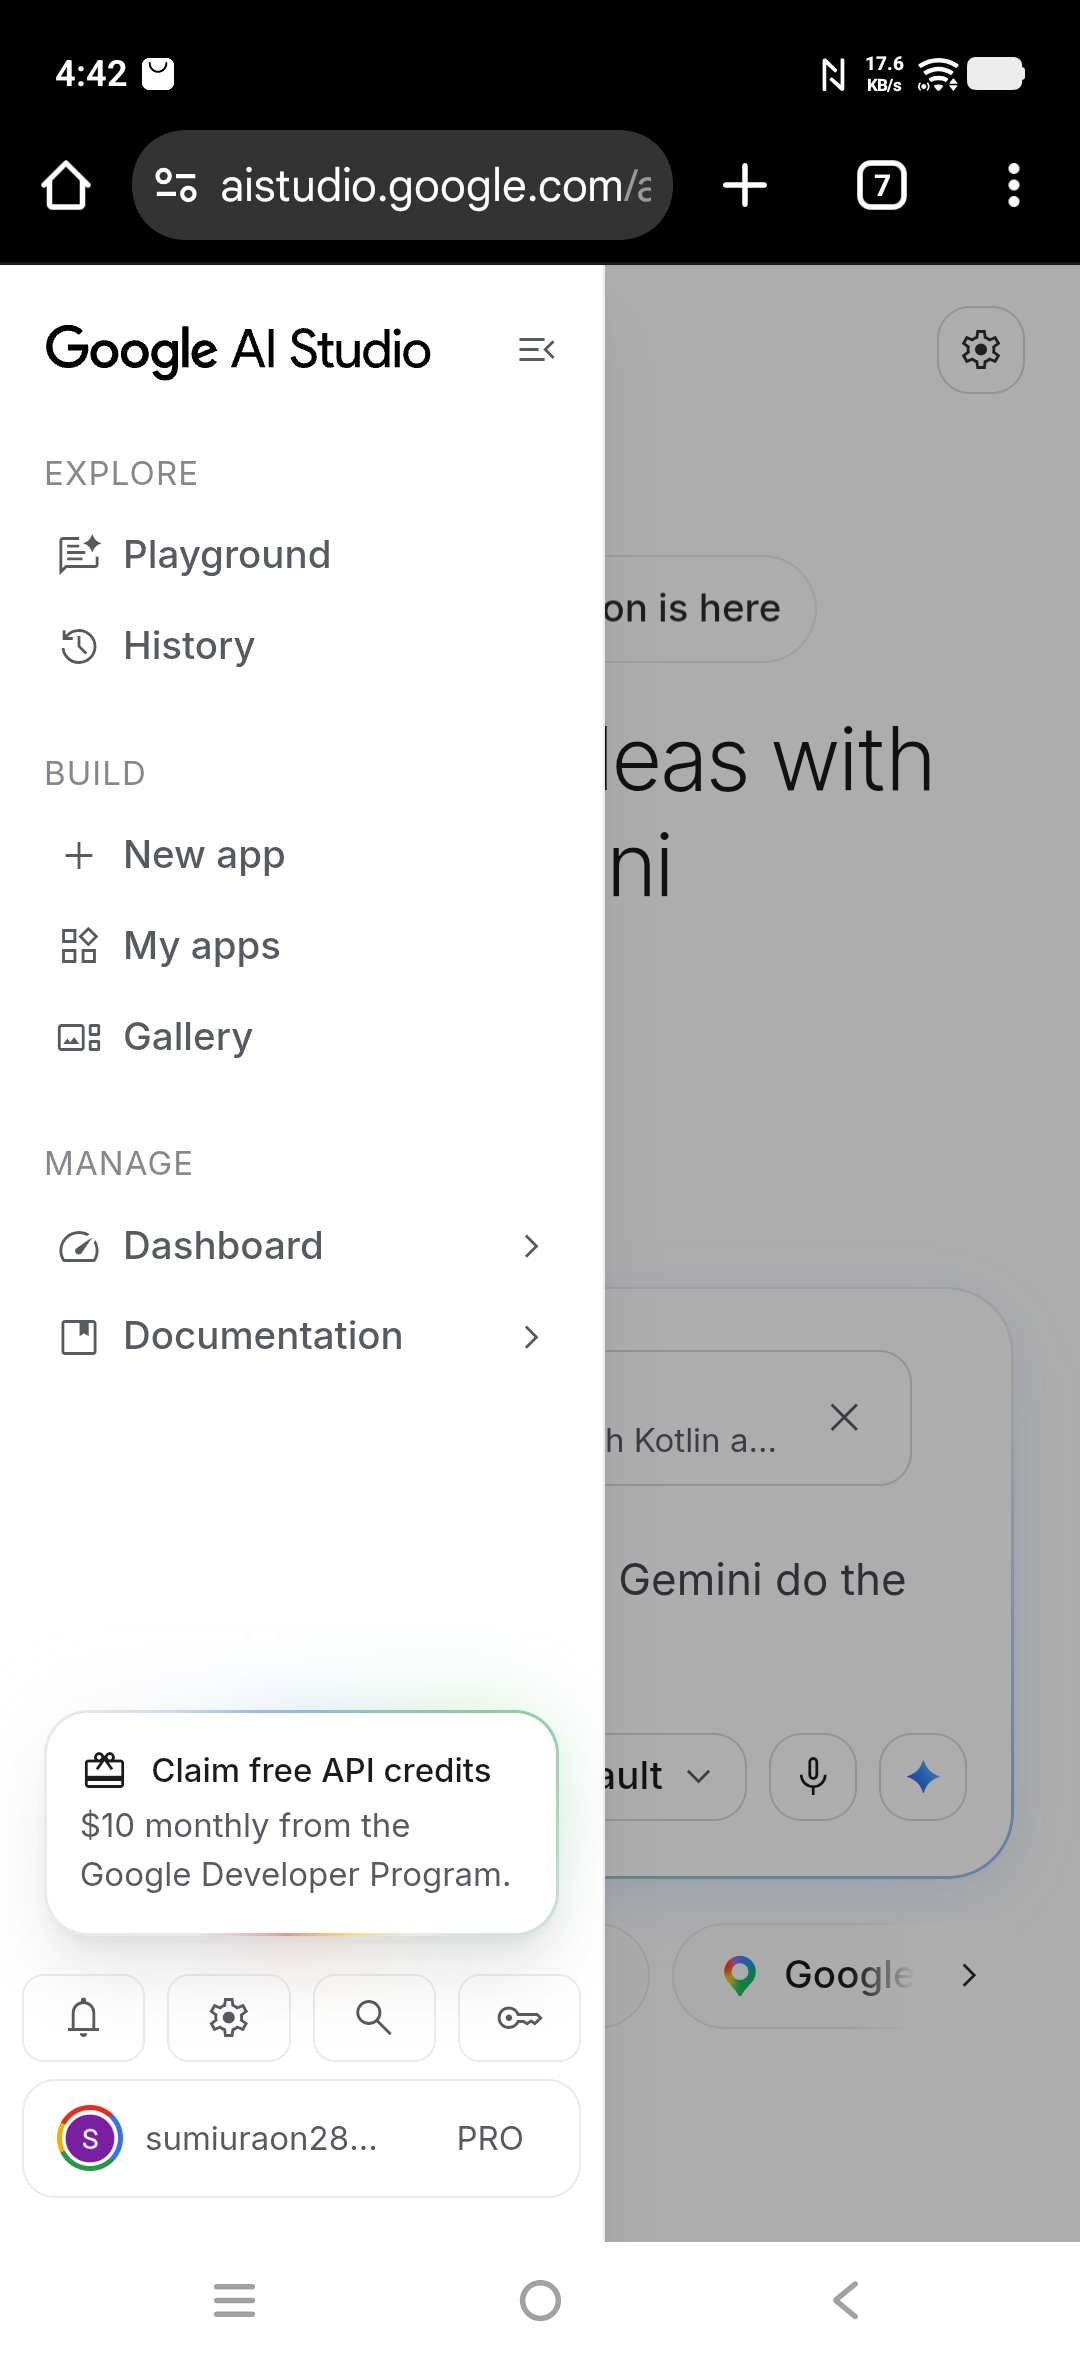 4:42
17.6
KB/s
aistudio.google.com/a
7
Google AI Studio
EXPLORE
Playground
History
on is here
BUILD
leas with
ni
New app
My apps
Gallery
MANAGE
Dashboard
Documentation
h Kotlin a...
Gemini do the
Claim free API credits
$10 monthly from the
Google Developer Program.
ault
Google
S
sumiuraon28...
PRO